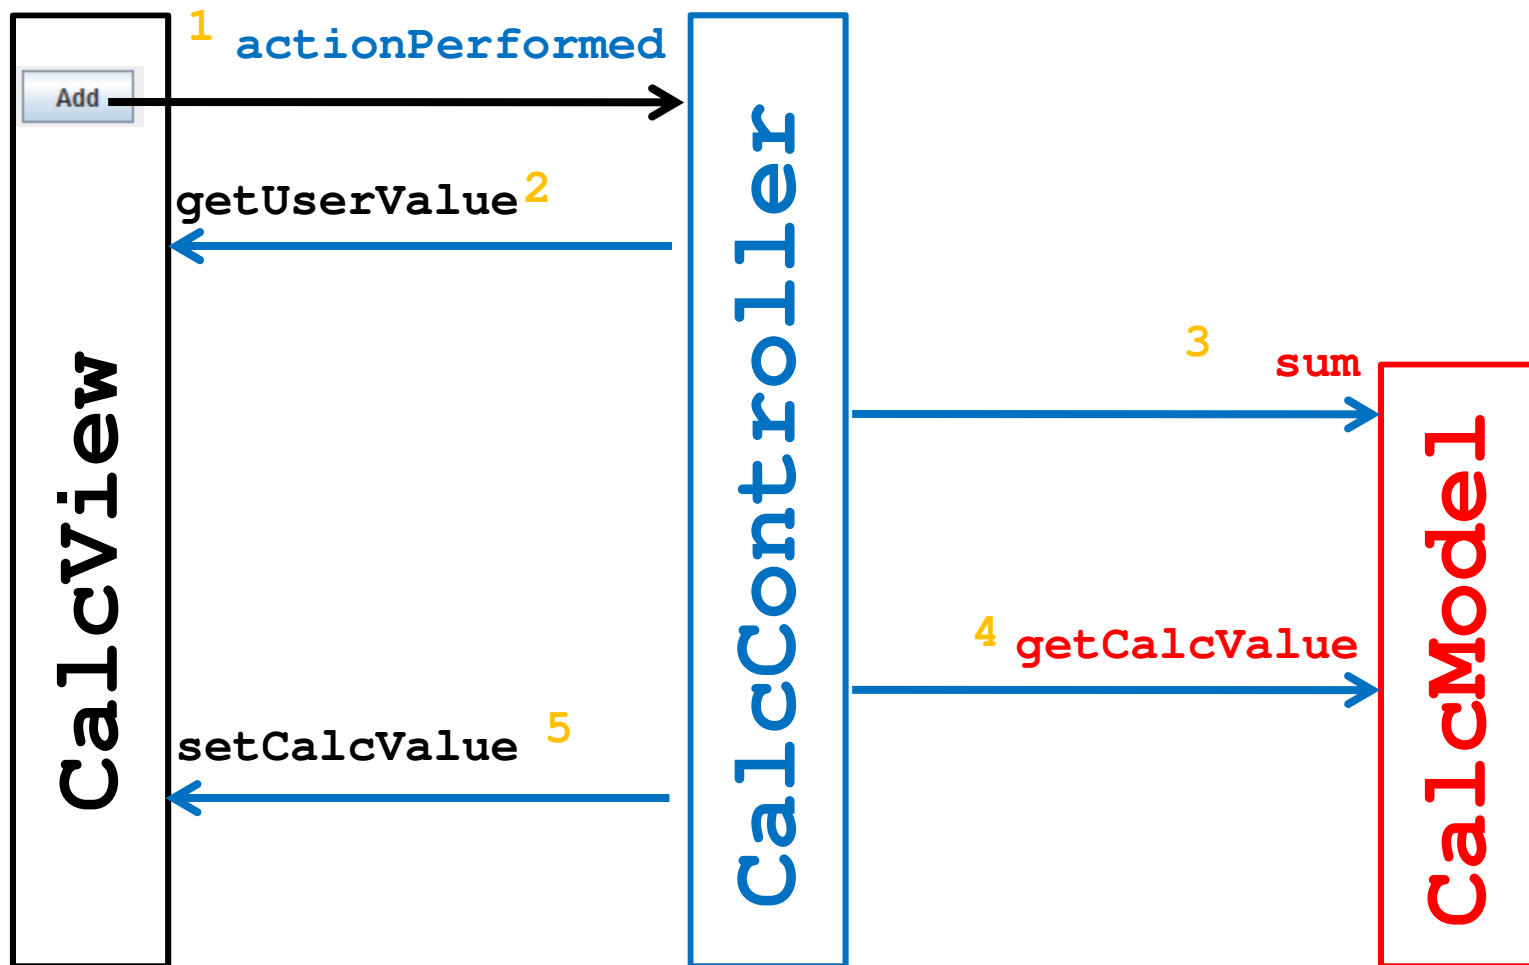 1 actionPerformed
Add
getUserValue 2
3 sum
4 getCalcValue
setCalcValue 5
CalcView
CalcController
CalcModel